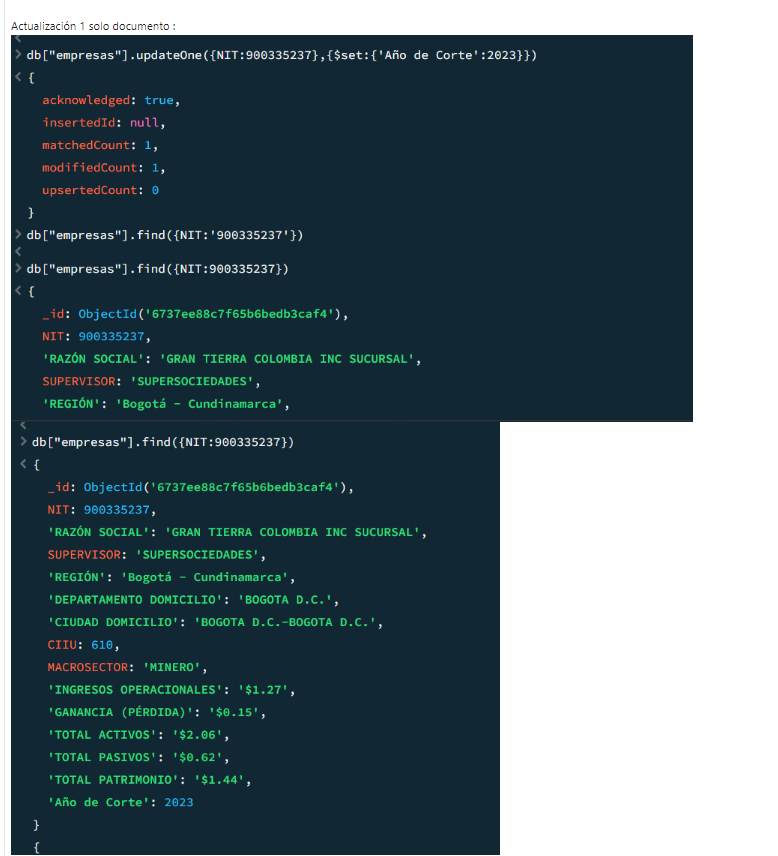 Actualización 1 solo documento :
<
> db["empresas"].updateOne({NIT:900335237},{$set:{'Año de Corte':2023}})
< {
acknowledged: true,
insertedId: null,
matchedCount: 1,
modifiedCount: 1,
upsertedCount: 0
}
> db["empresas"].find({NIT:'900335237'})
<
> db["empresas"].find({NIT:900335237})
< {
_id: ObjectId('6737ee88c7f65b6bedb3caf4'),
NIT: 900335237,
'RAZÓN SOCIAL': 'GRAN TIERRA COLOMBIA INC SUCURSAL',
SUPERVISOR: 'SUPERSOCIEDADES',
'REGIÓN': 'Bogotá - Cundinamarca',
<
> db["empresas"].find({NIT:900335237})
< {
_id: ObjectId('6737ee88c7f65b6bedb3caf4'),
NIT: 900335237,
'RAZÓN SOCIAL': 'GRAN TIERRA COLOMBIA INC SUCURSAL',
SUPERVISOR: 'SUPERSOCIEDADES',
'REGIÓN': 'Bogotá - Cundinamarca',
'DEPARTAMENTO DOMICILIO': 'BOGOTA D.C.',
'CIUDAD DOMICILIO': 'BOGOTA D.C.-BOGOTA D.C.',
CIIU: 610,
MACROSECTOR: 'MINERO',
'INGRESOS OPERACIONALES': '$1.27',
'GANANCIA (PÉRDIDA)': '$0.15',
'TOTAL ACTIVOS': '$2.06',
'TOTAL PASIVOS': '$0.62',
'TOTAL PATRIMONIO': '$1.44',
'Año de Corte': 2023
}
{